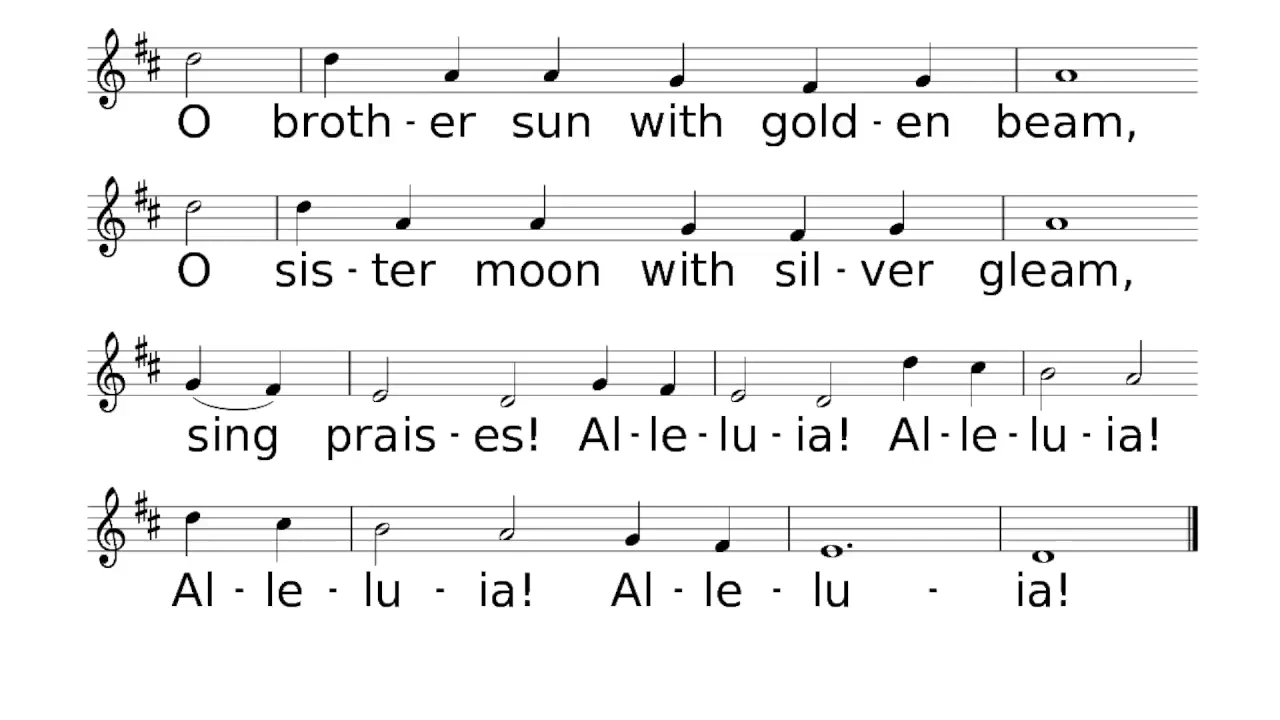 O broth - er sun with gold - en beam,
O sis - ter moon with sil - ver gleam,
sing prais - es! Al - le - lu - ia! Al - le - lu - ia!
Al - le - lu - ia! Al - le - lu - ia!